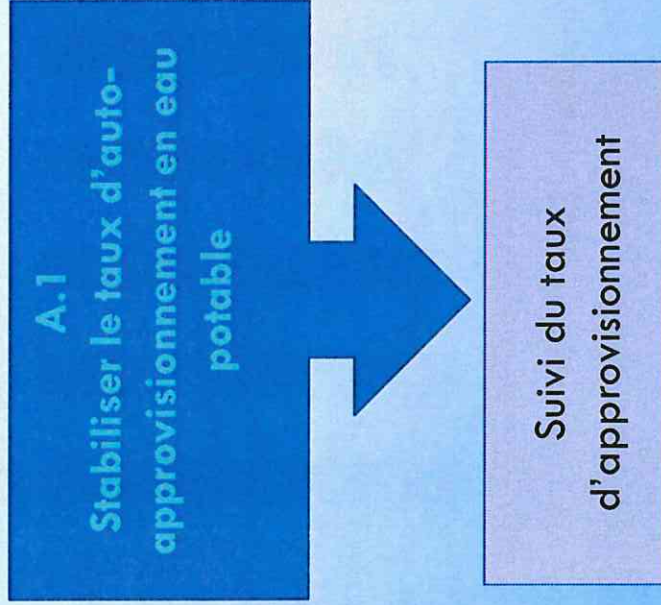 A.1
Stabiliser le taux d'auto-
approvisionnement en eau
potable
Suivi du taux
d'approvisionnement